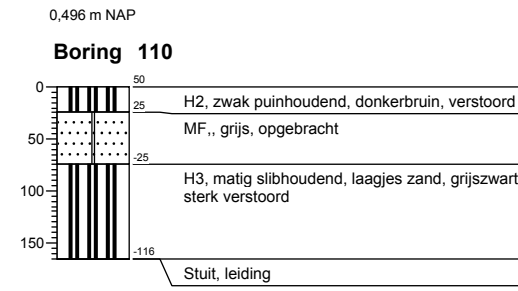 0,496 m NAP
Boring 110
0
50
H2, zwak puinhoudend, donkerbruin, verstoord
25
MF,, grijs, opgebracht
50
-25
H3, matig slibhoudend, laagjes zand, grijszwart
sterk verstoord
100
150
-116
Stuit, leiding